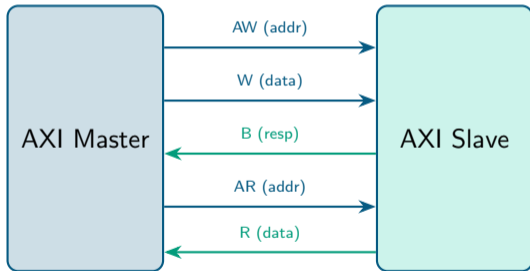 AXI Master
AW (addr)
W (data)
B (resp)
AR (addr)
R (data)
AXI Slave